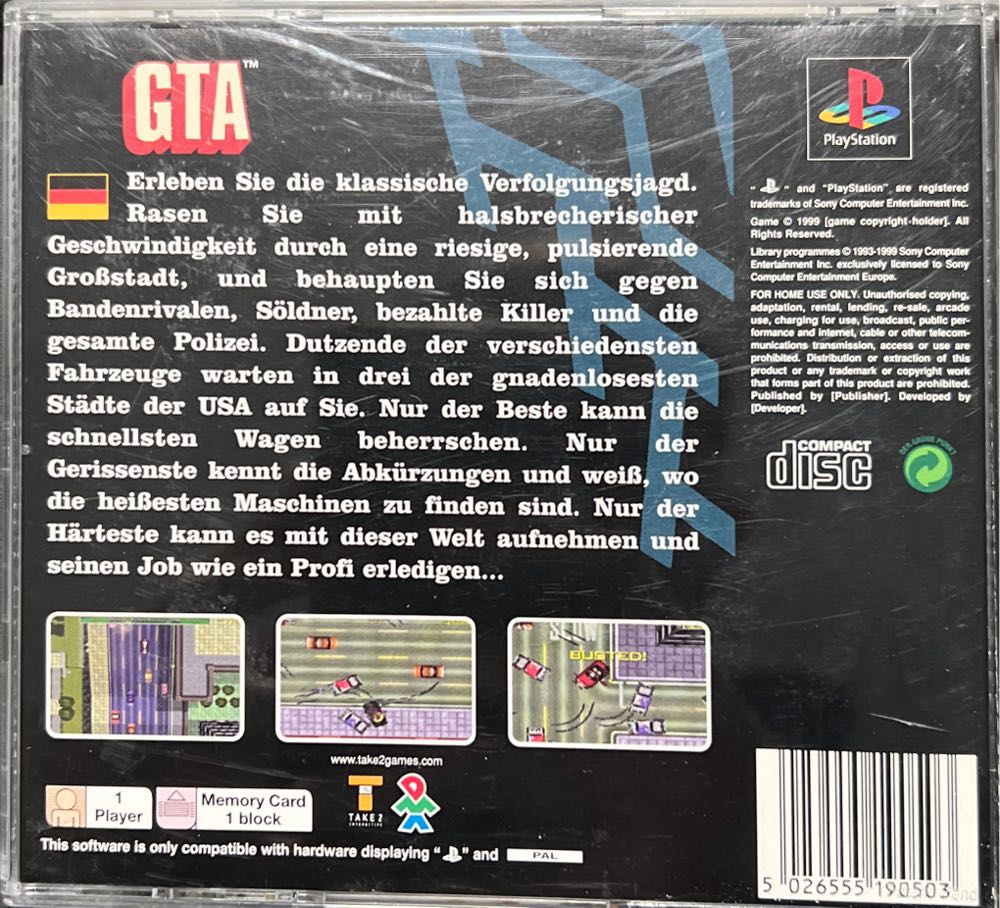 GTA™
PlayStation
Erleben Sie die klassische Verfolgungsjagd.
Rasen Sie mit halsbrecherischer
Geschwindigkeit durch eine riesige, pulsierende
Großstadt, und behaupten Sie sich gegen
Bandenrivalen, Söldner, bezahlte Killer und die
gesamte Polizei. Dutzende der verschiedensten
Fahrzeuge warten in drei der gnadenlosesten
Städte der USA auf Sie. Nur der Beste kann die
schnellsten Wagen beherrschen. Nur der
Gerissenste kennt die Abkürzungen und weiß, wo
die heißesten Maschinen zu finden sind. Nur der
Härteste kann es mit dieser Welt aufnehmen und
seinen Job wie ein Profi erledigen...
" " and "PlayStation" are registered
trademarks of Sony Computer Entertainment Inc.
Game © 1999 [game copyright-holder]. All
Rights Reserved.
Library programmes © 1993-1999 Sony Computer
Entertainment Inc. exclusively licensed to Sony
Computer Entertainment Europe.
FOR HOME USE ONLY. Unauthorised copying,
adaptation, rental, lending, re-sale, arcade
use, charging for use, broadcast, public per-
formance and internet, cable or other telecom-
munications transmission, access or use are
prohibited. Distribution or extraction of this
product or any trademark or copyright work
that forms part of this product are prohibited.
Published by [Publisher]. Developed by
[Developer].
COMPACT
disc
DER GRÜNE PUNKT
BUSTED!
www.take2games.com
1
Player
Memory Card
1 block
T
TAKE 2
INTERACTIVE
DMA
This software is only compatible with hardware displaying " " and PAL
5 026555 190503